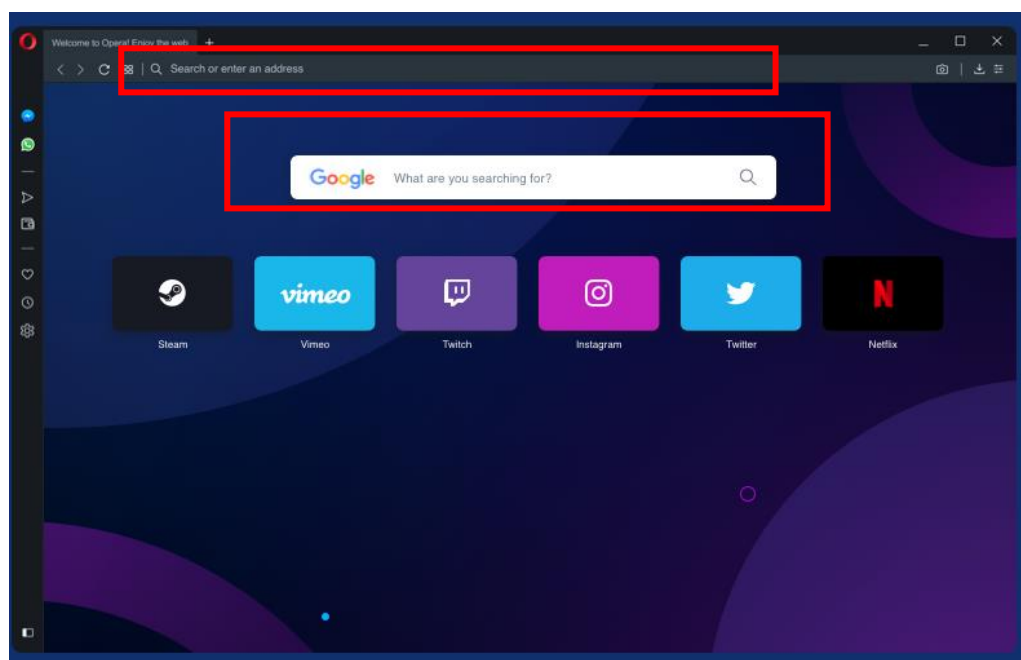 Welcome to Opera! Enjoy the web
Search or enter an address
Google What are you searching for?
vimeo
Steam
Vimeo
Twitch
Instagram
Twitter
Netflix